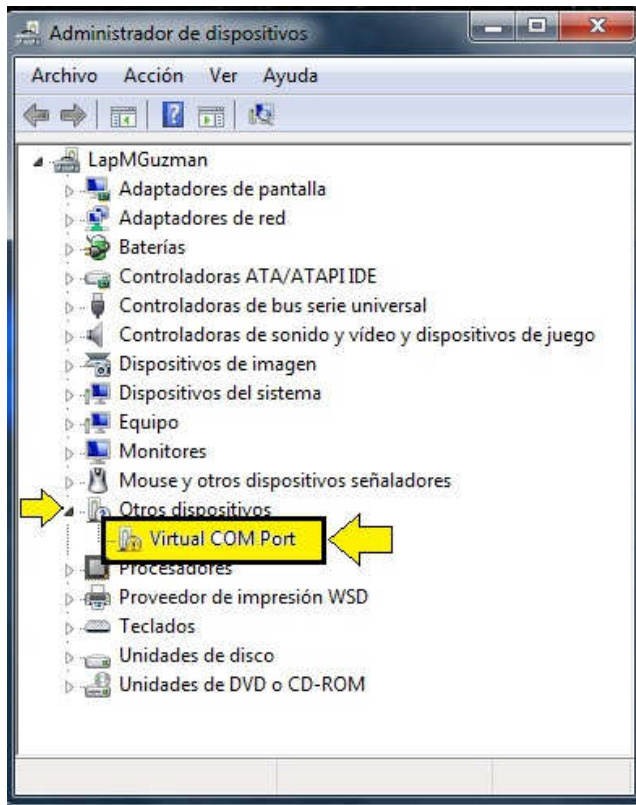 Administrador de dispositivos
Archivo Acción Ver Ayuda
LapMGuzman
Adaptadores de pantalla
Adaptadores de red
Baterías
Controladoras ATA/ATAPI IDE
Controladoras de bus serie universal
Controladoras de sonido y vídeo y dispositivos de juego
Dispositivos de imagen
Dispositivos del sistema
Equipo
Monitores
Mouse y otros dispositivos señaladores
Otros dispositivos
Virtual COM Port
Procesadores
Proveedor de impresión WSD
Teclados
Unidades de disco
Unidades de DVD o CD-ROM